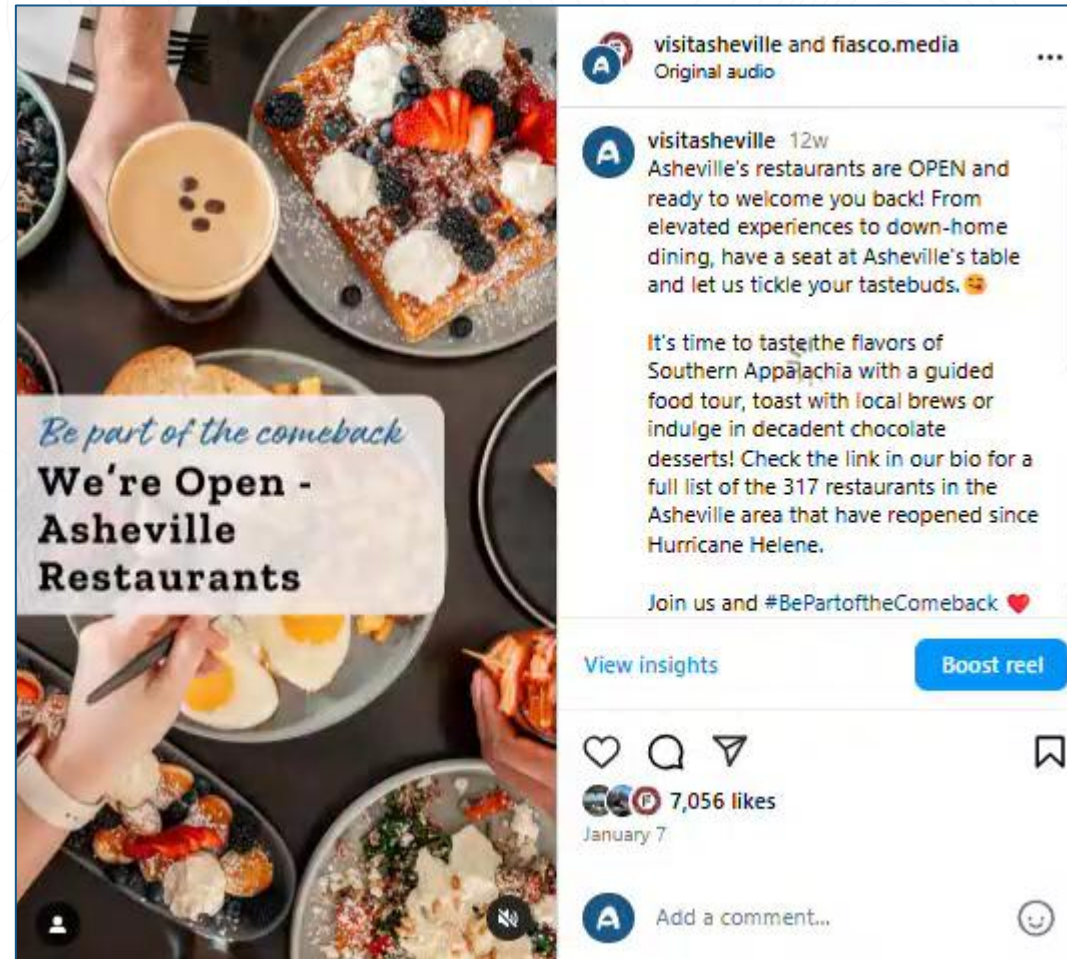 Be part of the comeback
We're Open -
Asheville
Restaurants
visitasheville and fiasco.media
Original audio
visitasheville 12w
Asheville's restaurants are OPEN and
ready to welcome you back! From
elevated experiences to down-home
dining, have a seat at Asheville's table
and let us tickle your tastebuds. 😋
It's time to taste the flavors of
Southern Appalachia with a guided
food tour, toast with local brews or
indulge in decadent chocolate
desserts! Check the link in our bio for a
full list of the 317 restaurants in the
Asheville area that have reopened since
Hurricane Helene.
Join us and #BePartoftheComeback ❤️
View insights
Boost reel
7,056 likes
January 7
Add a comment...